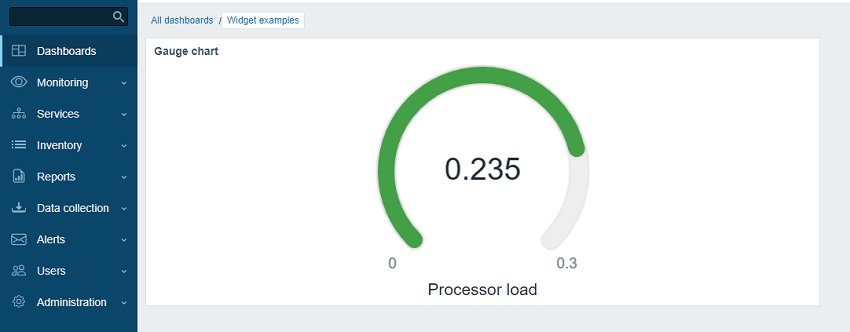 All dashboards / Widget examples
Dashboards
Monitoring
Services
Inventory
Reports
Data collection
Alerts
Users
Administration
Gauge chart
0.235
0 0.3
Processor load